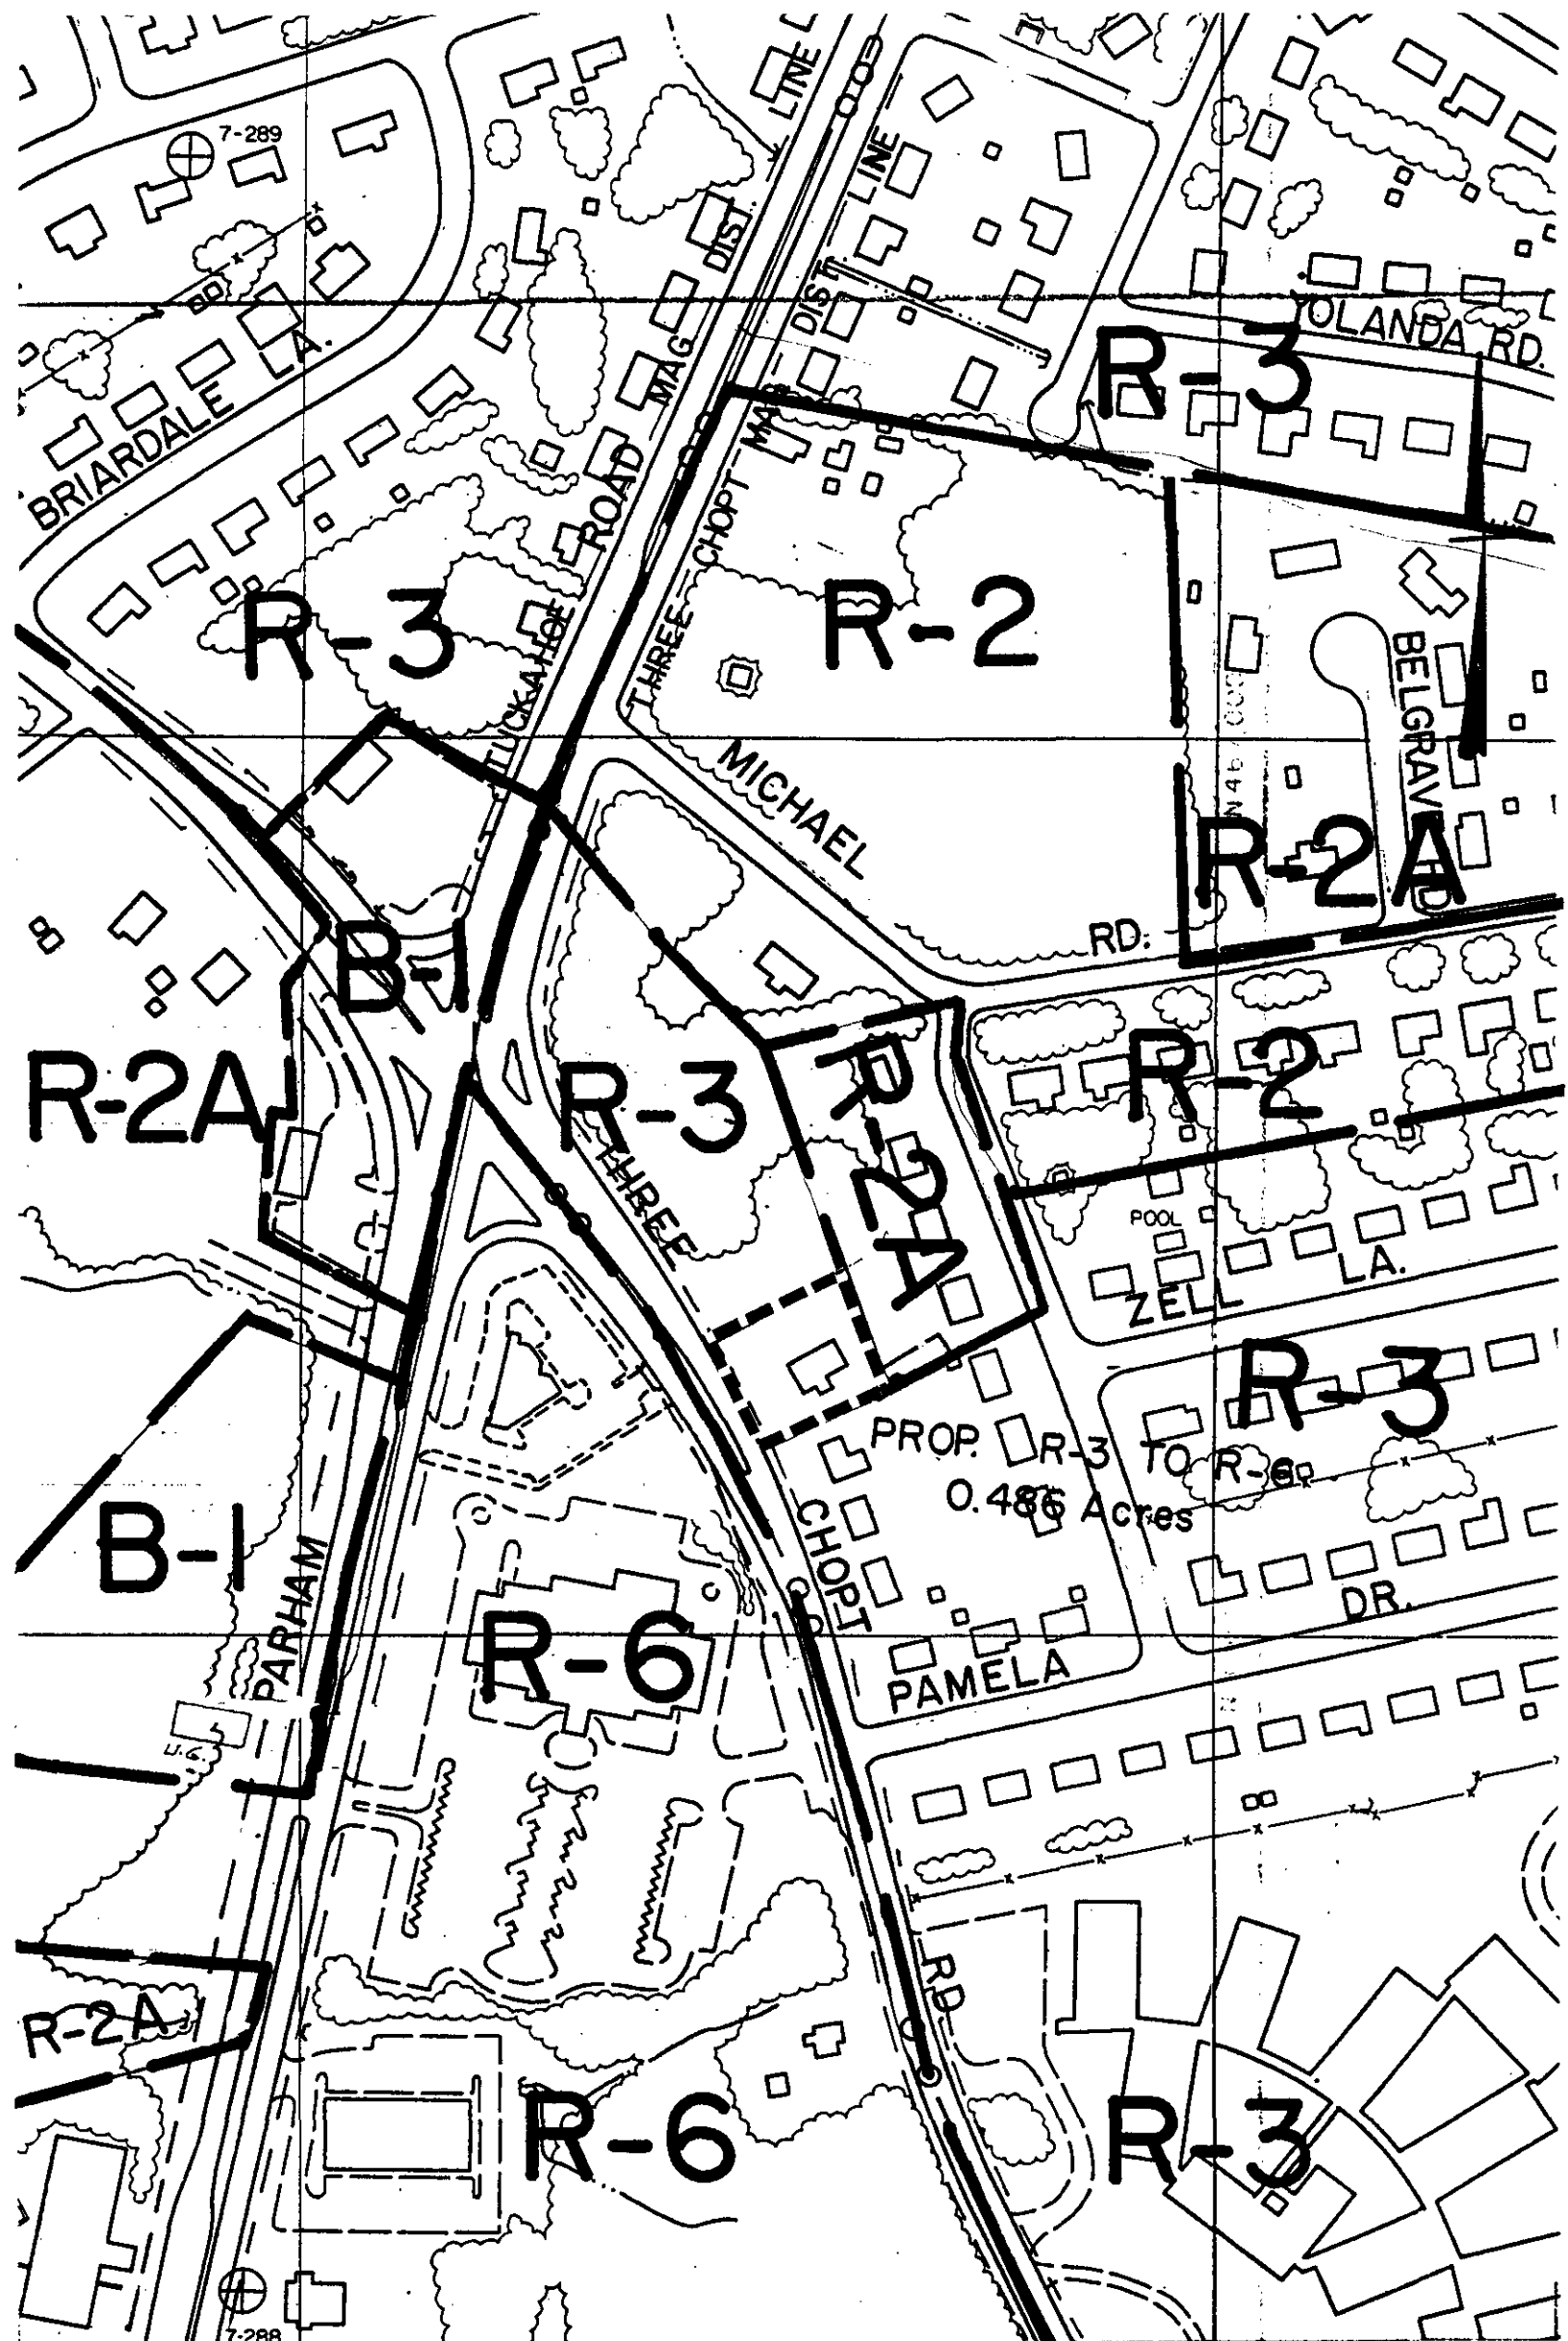 7-289
LINE
LINE
DIST.
DIST.
MAG
MAG
YOLANDA RD.
R-3
BRIARDALE LA.
TUCKAHOE
ROAD
THREE CHOPT
R-3
R-2
BELGRAVE RD
MICHAEL
RD.
R-2A
B-1
R-2A
R-3
R-2A
R-2
THREE
POOL
ZELL
LA.
R-3
PROP. R-3 TO R-6
0.486 Acres
B-1
PARHAM
CHOPT
R-6
DR.
PAMELA
U.G.
RD
R-2A
R-6
R-3
7-288